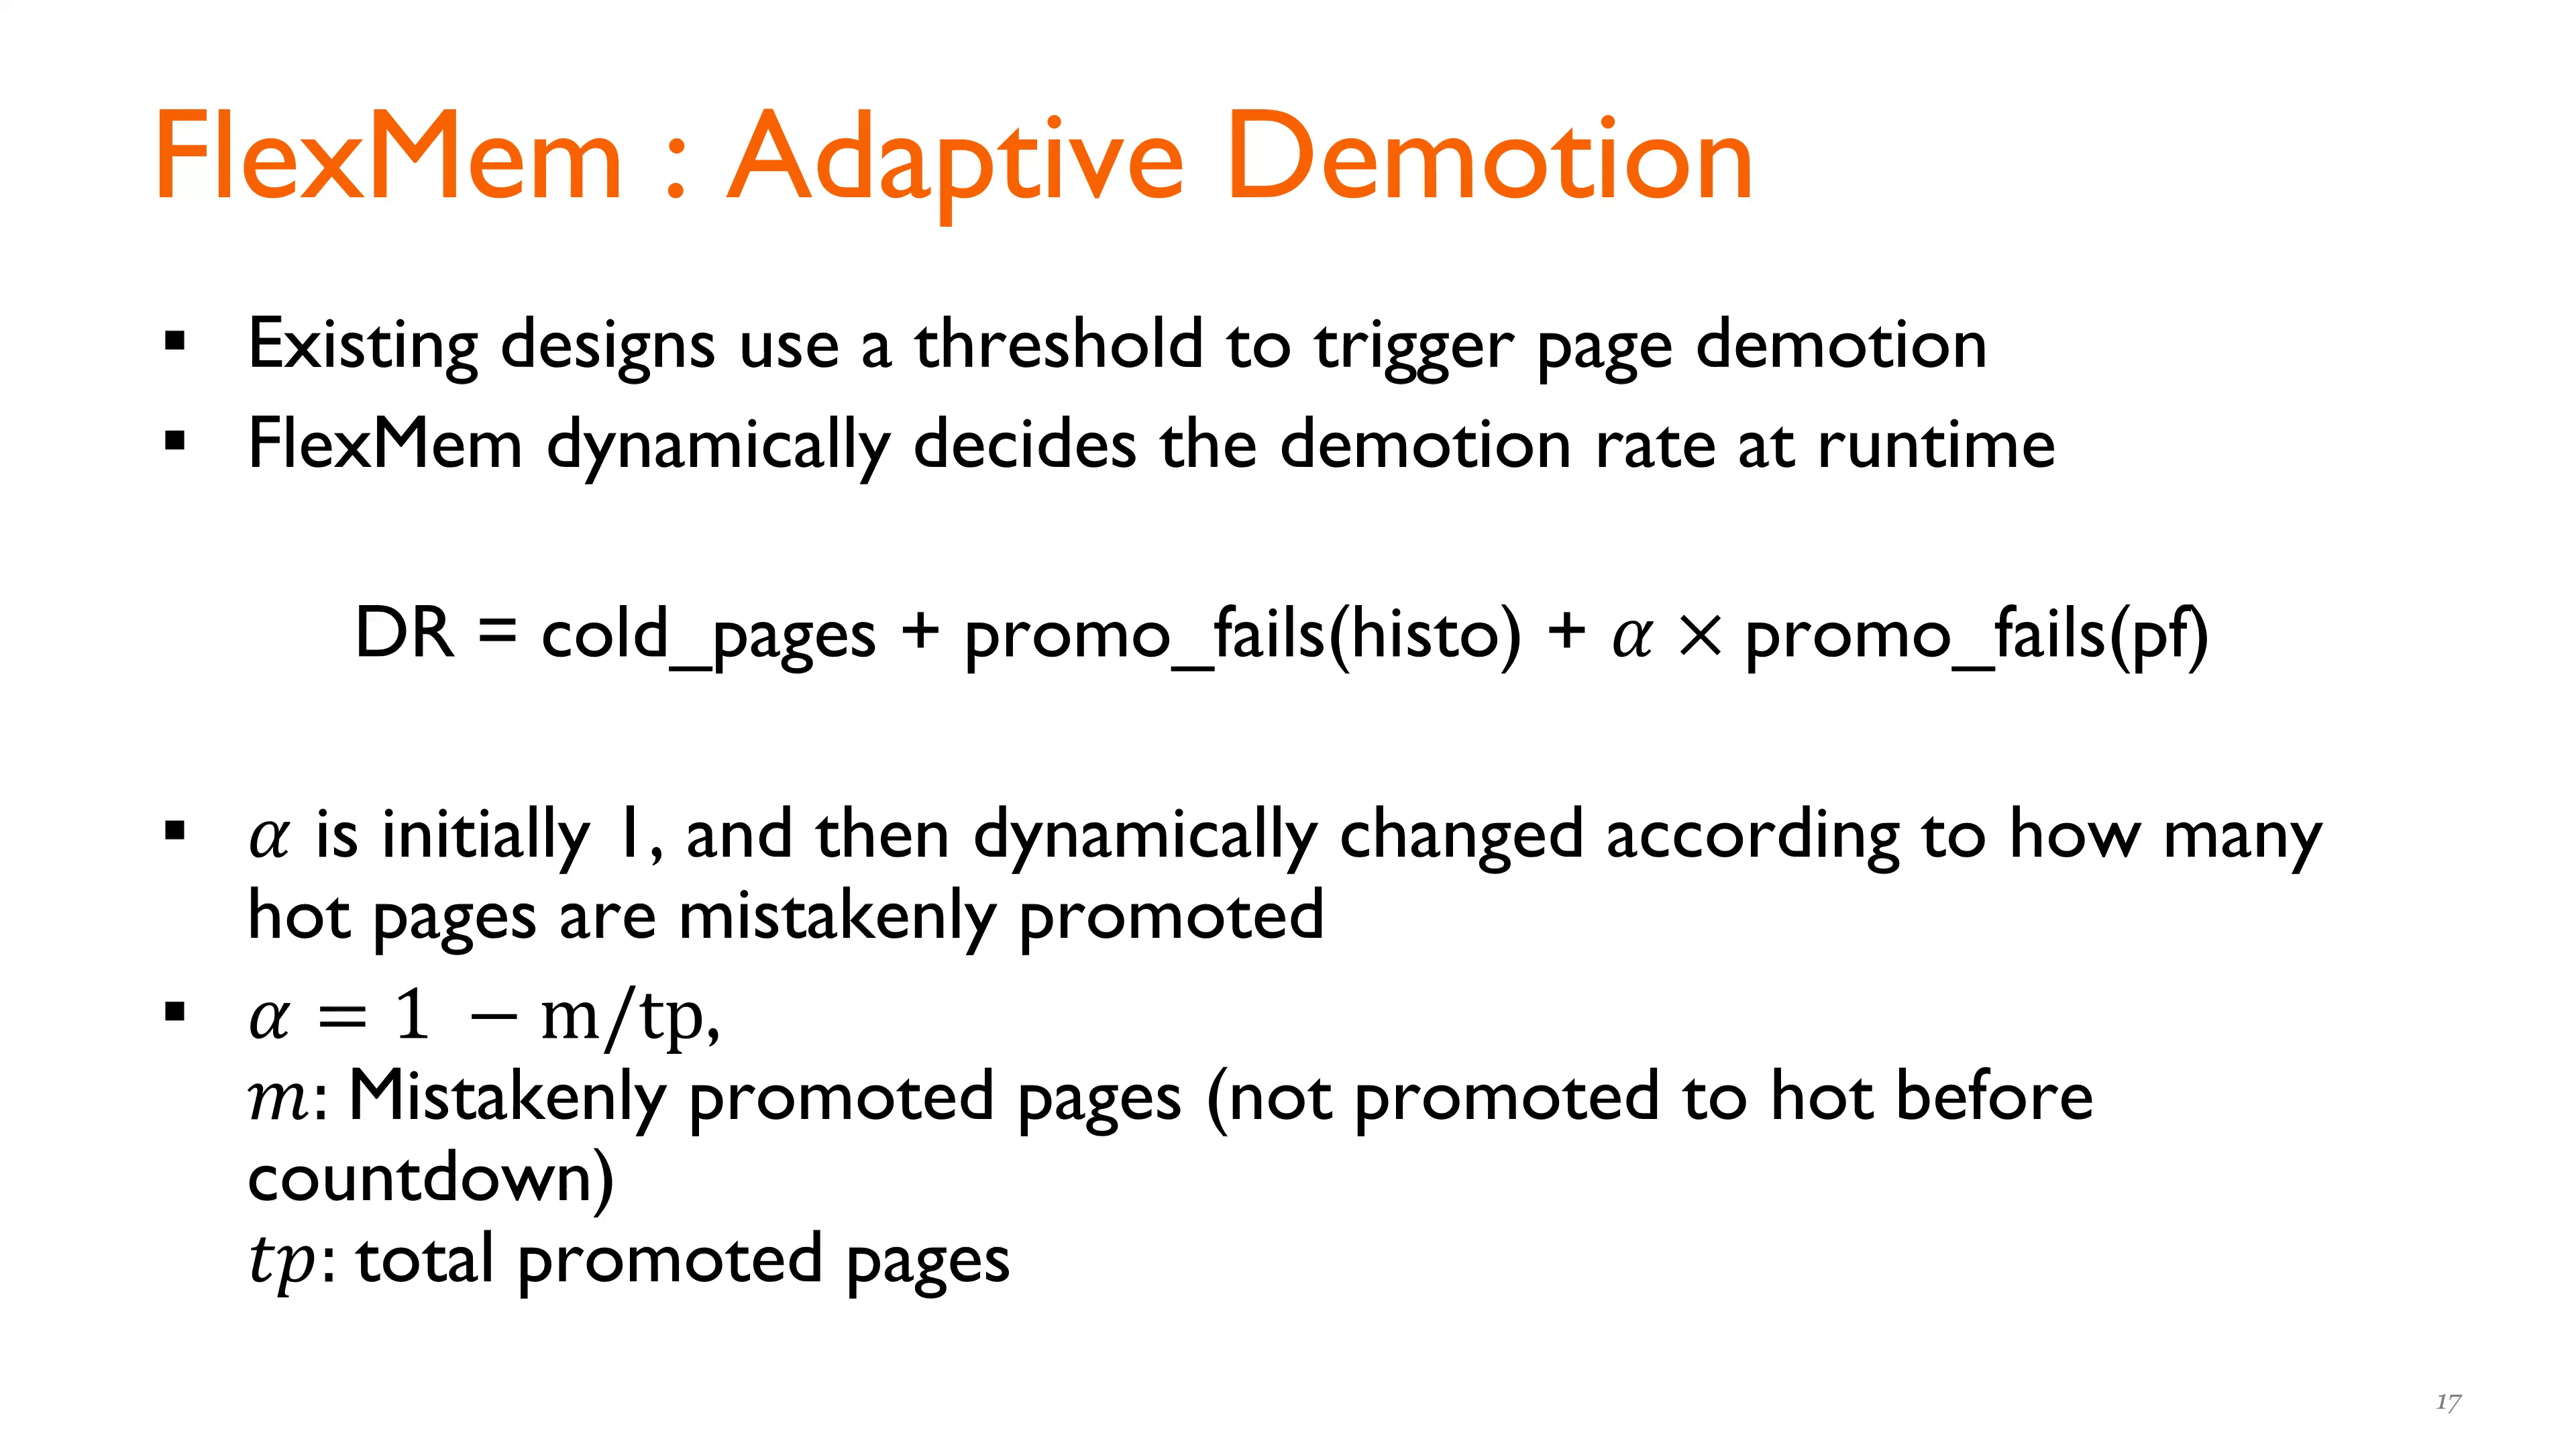 FlexMem : Adaptive Demotion
▪ Existing designs use a threshold to trigger page demotion
▪ FlexMem dynamically decides the demotion rate at runtime
DR = cold_pages + promo_fails(histo) + 𝛼 × promo_fails(pf)
▪ 𝛼 is initially 1, and then dynamically changed according to how many
hot pages are mistakenly promoted
▪ 𝛼 = 1 − m/tp,
𝑚: Mistakenly promoted pages (not promoted to hot before
countdown)
𝑡𝑝: total promoted pages
17